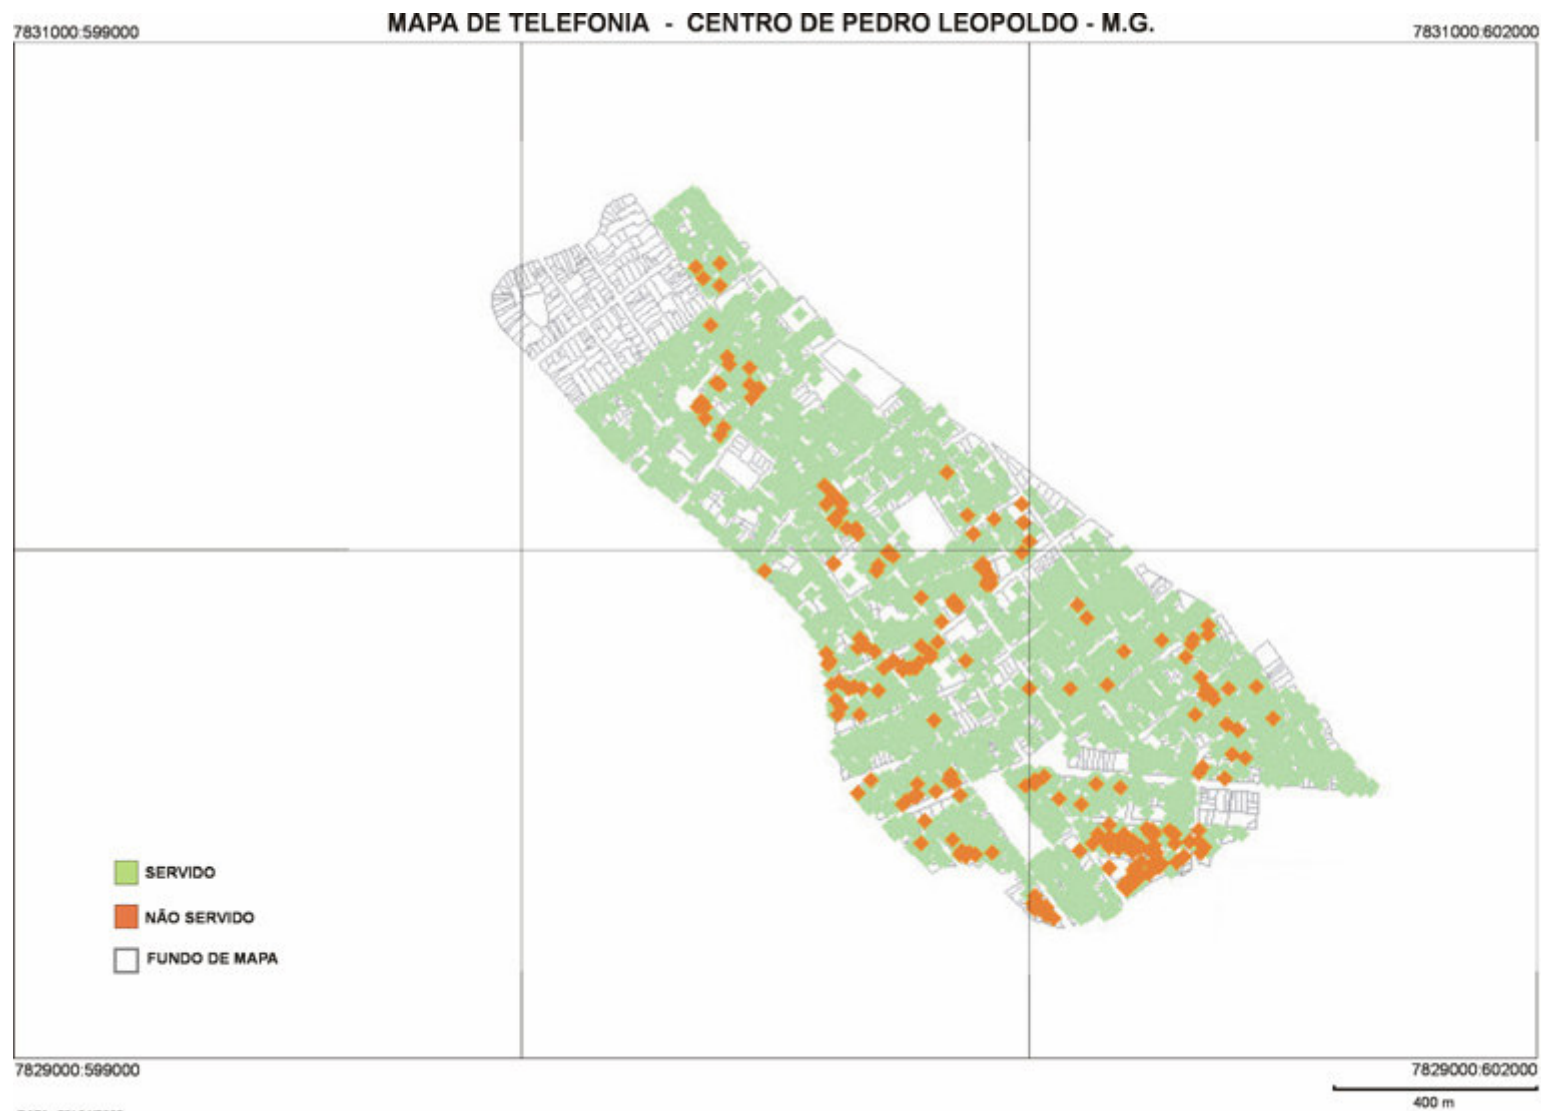 MAPA DE TELEFONIA - CENTRO DE PEDRO LEOPOLDO - M.G.
7831000:599000
7831000:602000
SERVIDO
NÃO SERVIDO
FUNDO DE MAPA
7829000:599000
7829000:602000
400 m